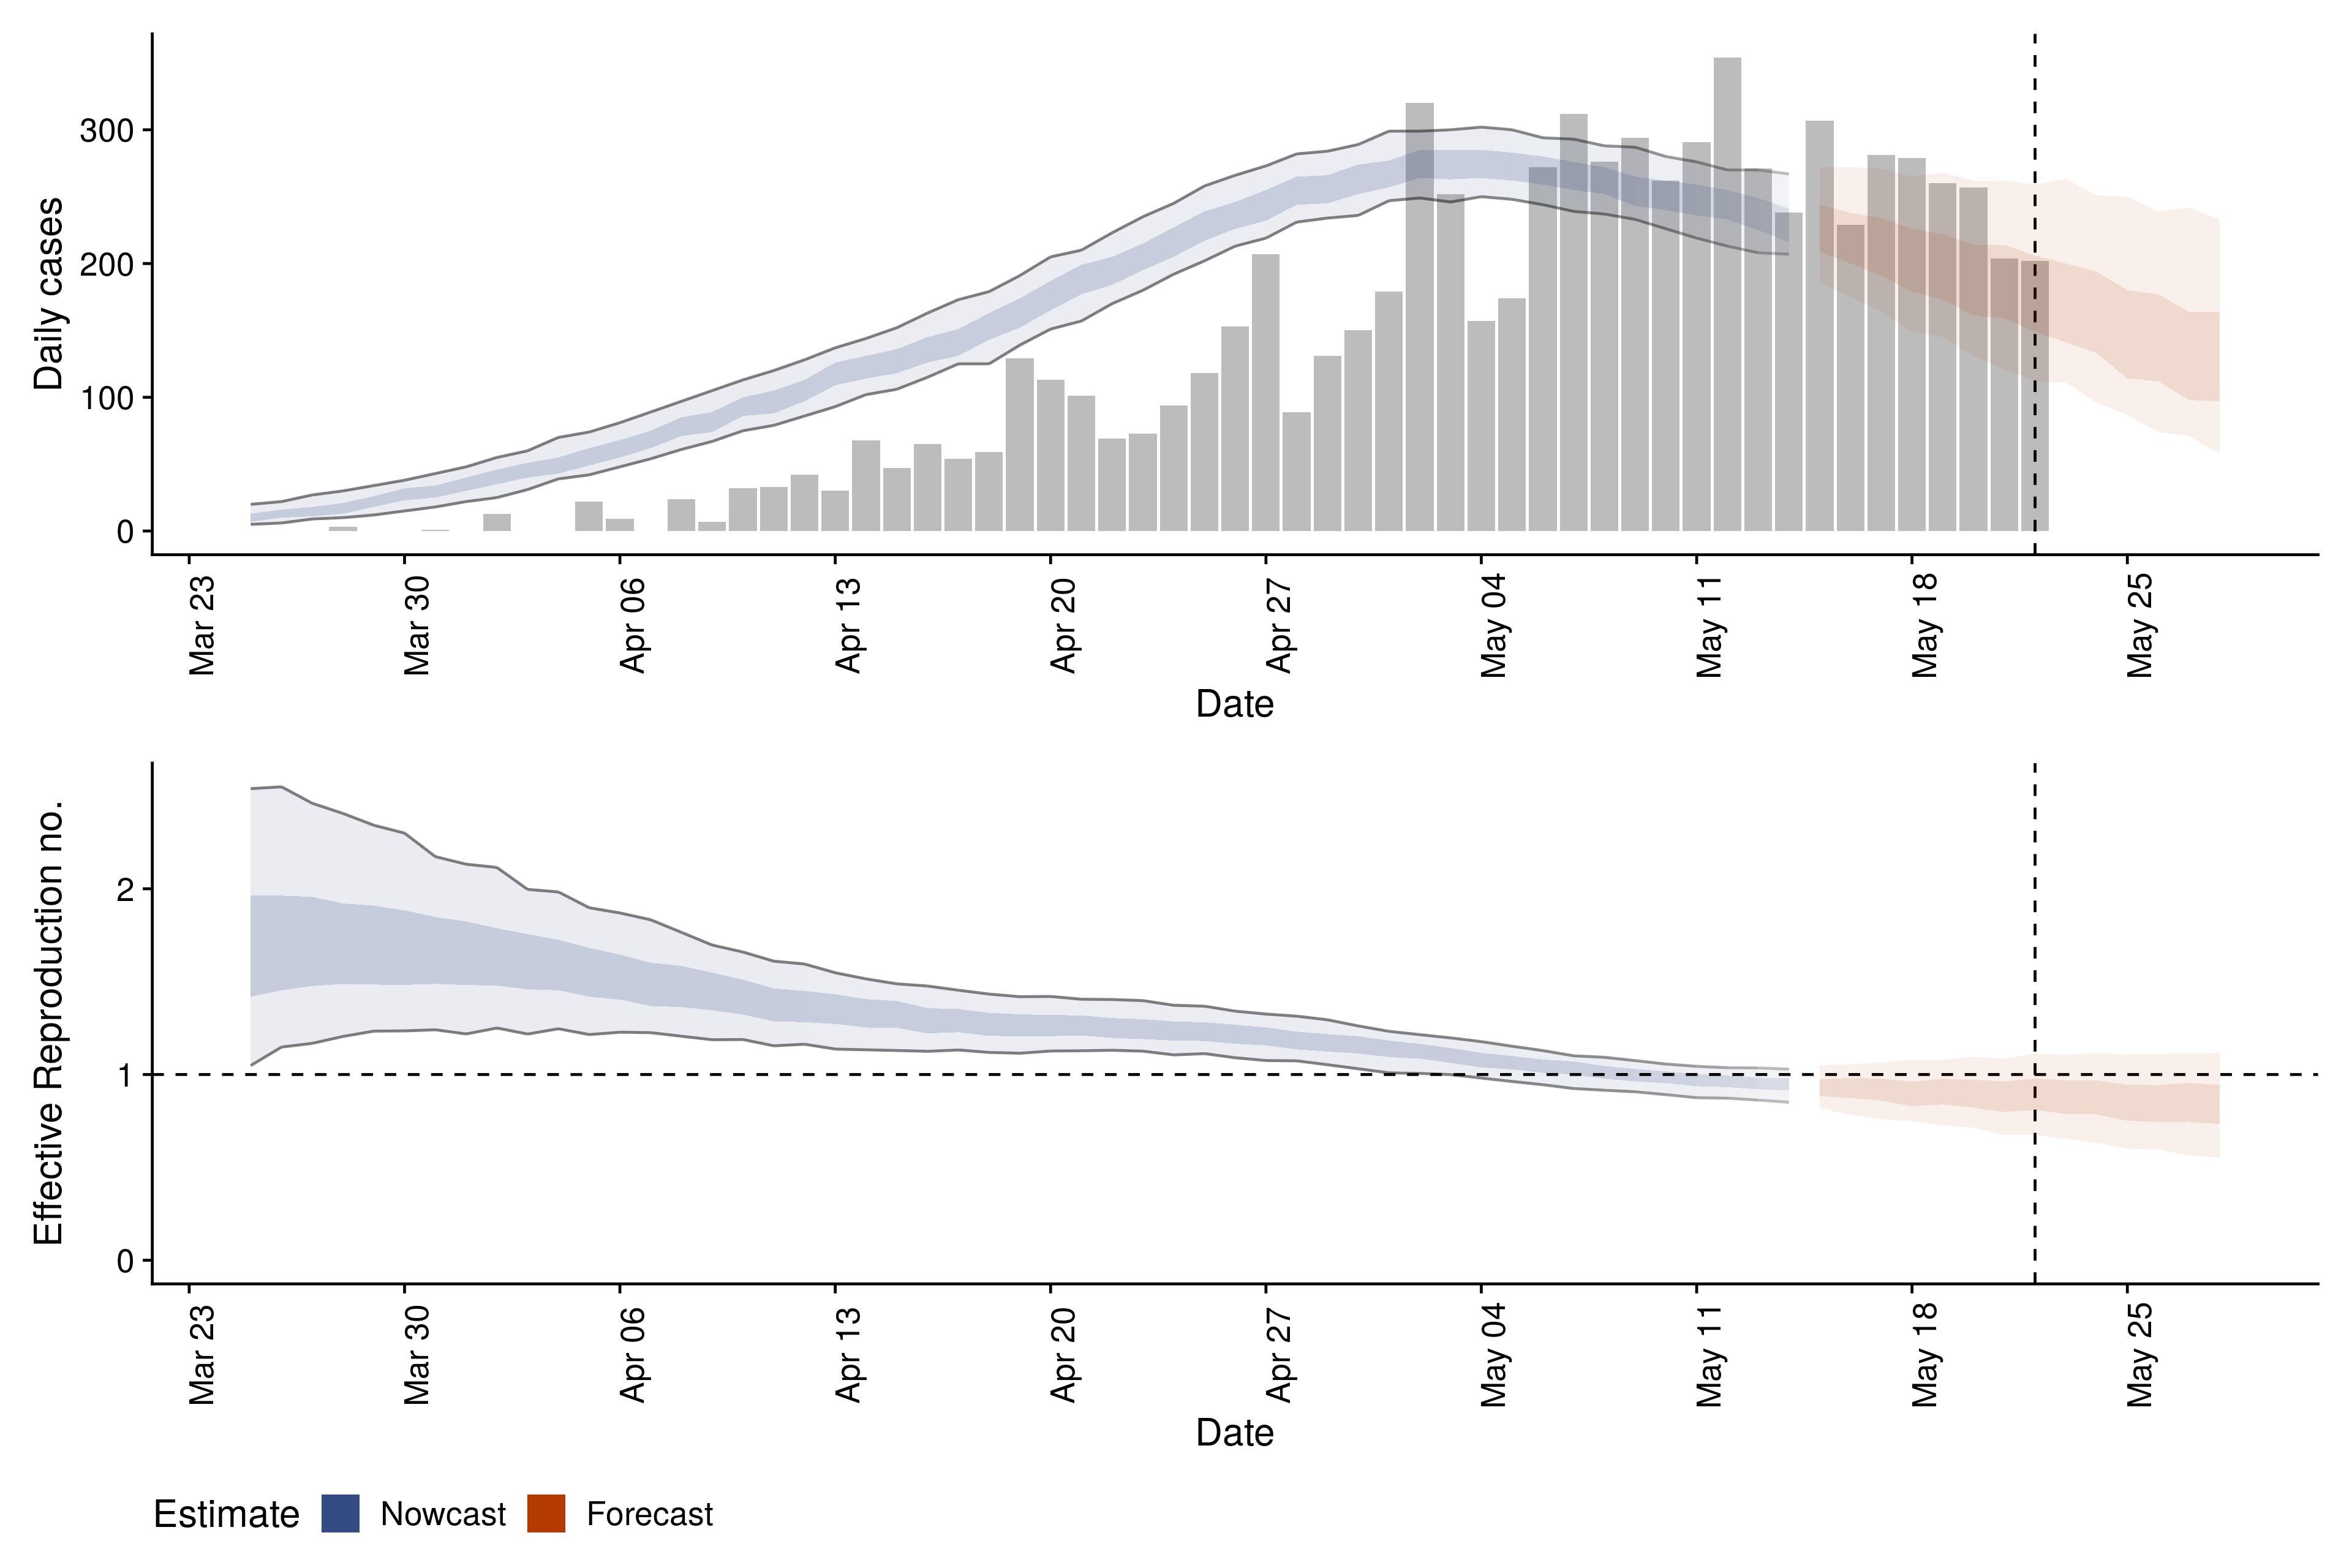 Daily cases
300
200
100
0
Mar 23
Mar 30
Apr 06
Apr 13
Apr 20
Apr 27
May 04
May 11
May 18
May 25
Date
Effective Reproduction no.
2
1
0
Mar 23
Mar 30
Apr 06
Apr 13
Apr 20
Apr 27
May 04
May 11
May 18
May 25
Date
Estimate Nowcast Forecast